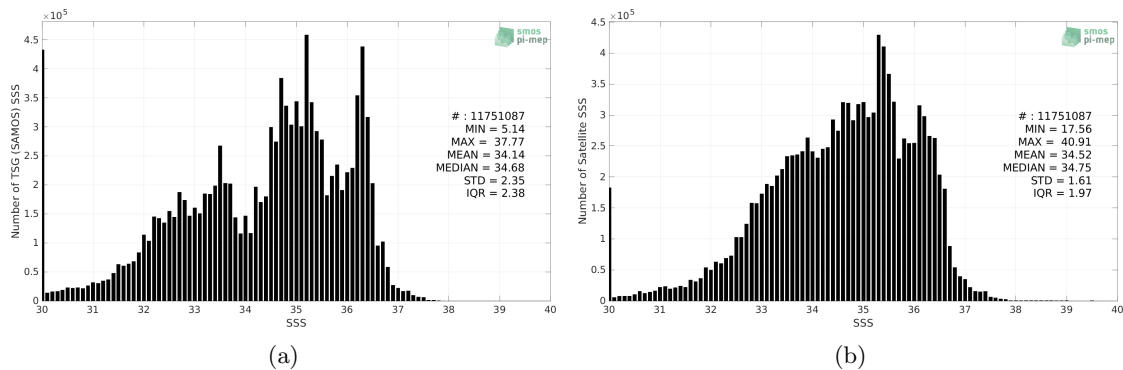 ×10⁵
5
4.5
4
3.5
3
2.5
2
1.5
1
0.5
0
Number of TSG (SAMOS) SSS
30 31 32 33 34 35 36 37 38 39 40
SSS
smos
pi-mep
# : 11751087
MIN = 5.14
MAX = 37.77
MEAN = 34.14
MEDIAN = 34.68
STD = 2.35
IQR = 2.38
(a)
×10⁵
4.5
4
3.5
3
2.5
2
1.5
1
0.5
0
Number of Satellite SSS
30 31 32 33 34 35 36 37 38 39 40
SSS
smos
pi-mep
# : 11751087
MIN = 17.56
MAX = 40.91
MEAN = 34.52
MEDIAN = 34.75
STD = 1.61
IQR = 1.97
(b)